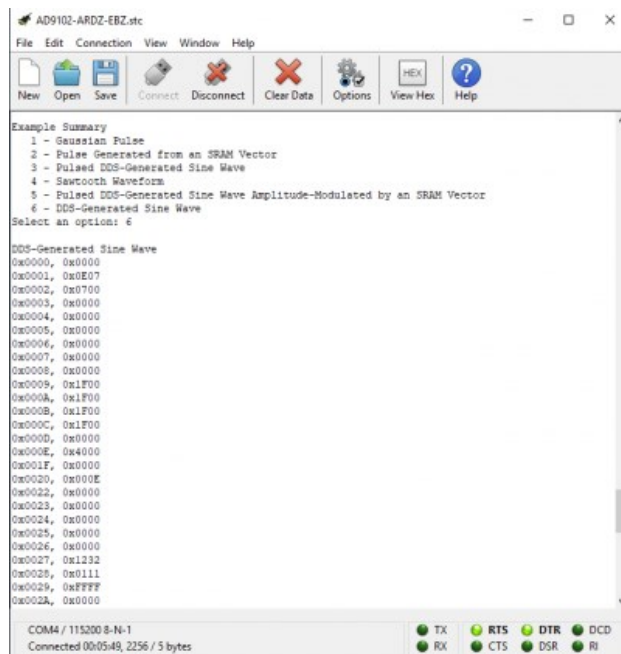 AD9102-ARDZ-EBZ.stc
File Edit Connection View Window Help
New Open Save Connect Disconnect Clear Data Options View Hex Help
HEX
Example Summary
1 - Gaussian Pulse
2 - Pulse Generated from an SRAM Vector
3 - Pulsed DDS-Generated Sine Wave
4 - Sawtooth Waveform
5 - Pulsed DDS-Generated Sine Wave Amplitude-Modulated by an SRAM Vector
6 - DDS-Generated Sine Wave
Select an option: 6
DDS-Generated Sine Wave
0x0000, 0x0000
0x0001, 0x0E07
0x0002, 0x0700
0x0003, 0x0000
0x0004, 0x0000
0x0005, 0x0000
0x0006, 0x0000
0x0007, 0x0000
0x0008, 0x0000
0x0009, 0x1F00
0x000A, 0x1F00
0x000B, 0x1F00
0x000C, 0x1F00
0x000D, 0x0000
0x000E, 0x4000
0x001F, 0x0000
0x0020, 0x000E
0x0022, 0x0000
0x0023, 0x0000
0x0024, 0x0000
0x0025, 0x0000
0x0026, 0x0000
0x0027, 0x1232
0x0028, 0x0111
0x0029, 0xFFFF
0x002A, 0x0000
COM4 / 115200 8-N-1
Connected 00:05:49, 2256 / 5 bytes
TX RTS DTR DCD
RX CTS DSR RI